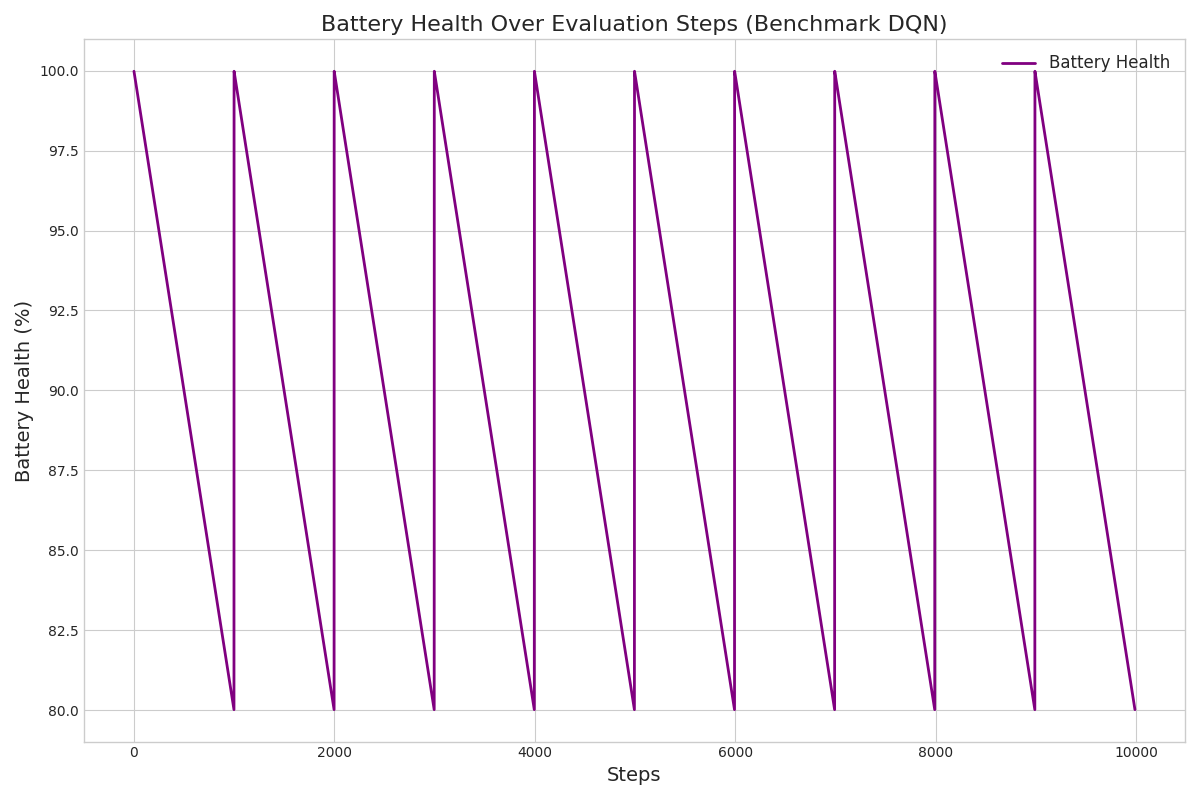 Battery Health Over Evaluation Steps (Benchmark DQN)
Battery Health
100.0
97.5
95.0
92.5
90.0
87.5
85.0
82.5
80.0
Battery Health (%)
0 2000 4000 6000 8000 10000
Steps